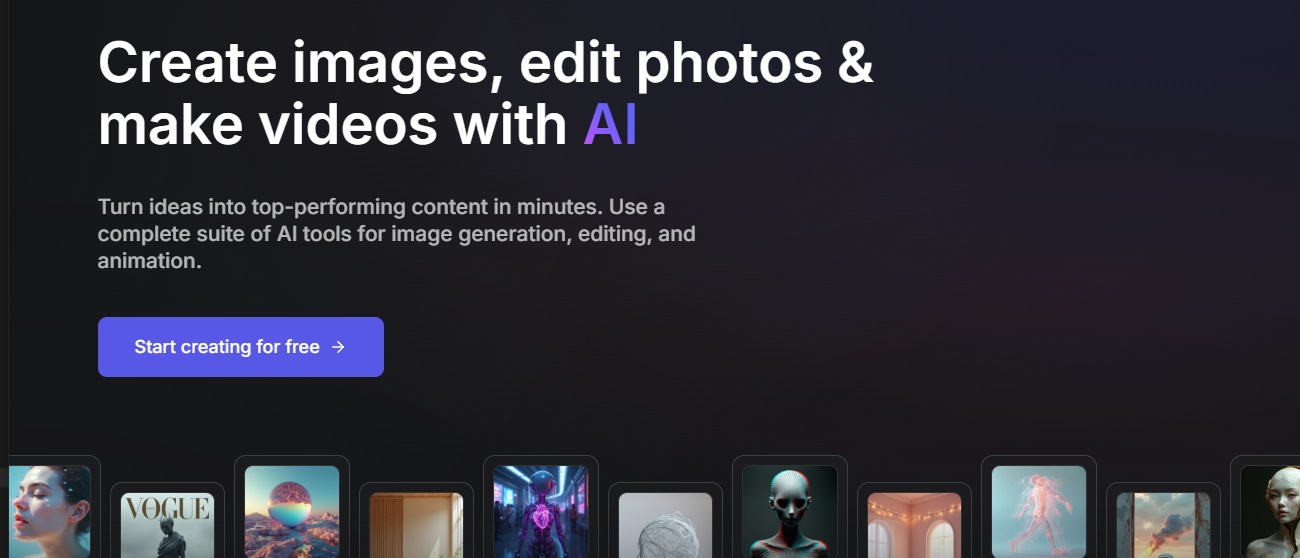 Create images, edit photos &
make videos with AI
Turn ideas into top-performing content in minutes. Use a
complete suite of AI tools for image generation, editing, and
animation.
Start creating for free →
VOGUE